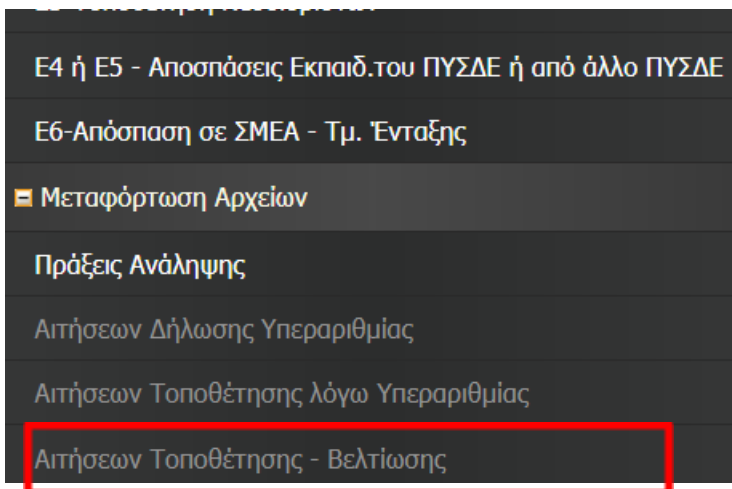 Ε4 ή Ε5 - Αποσπάσεις Εκπαιδ.του ΠΥΣΔΕ ή από άλλο ΠΥΣΔΕ
Ε6-Απόσπαση σε ΣΜΕΑ - Τμ. Ένταξης
Μεταφόρτωση Αρχείων
Πράξεις Ανάληψης
Αιτήσεων Δήλωσης Υπεραριθμίας
Αιτήσεων Τοποθέτησης λόγω Υπεραριθμίας
Αιτήσεων Τοποθέτησης - Βελτίωσης